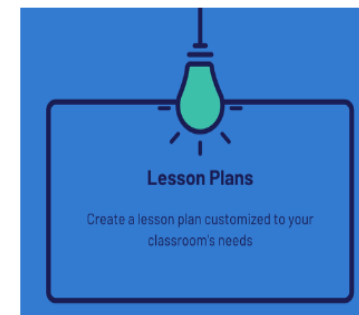 Lesson Plans
Create a lesson plan customized to your
classroom's needs